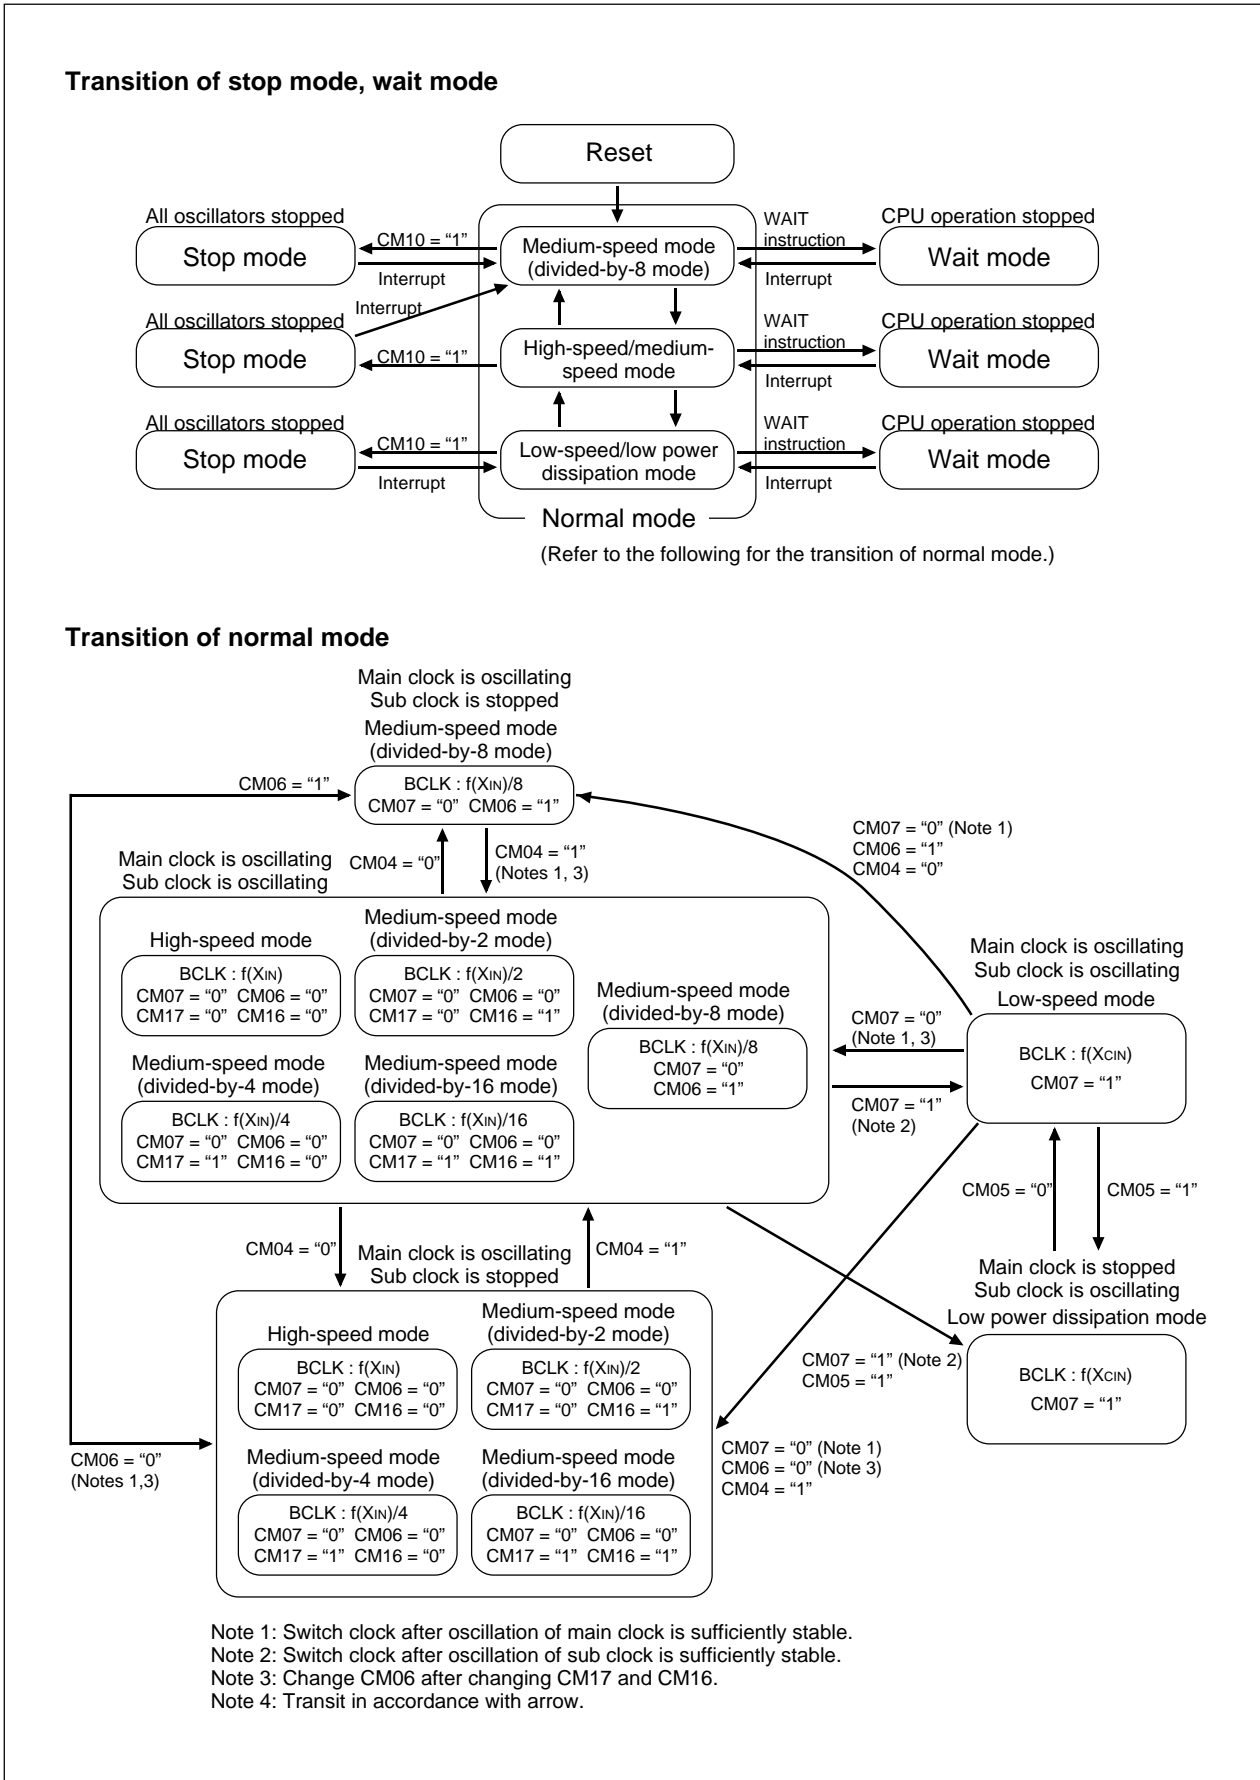 Transition of stop mode, wait mode
Reset
All oscillators stopped
Stop mode
CM10 = “1”
Interrupt
Medium-speed mode
(divided-by-8 mode)
WAIT
instruction
Interrupt
CPU operation stopped
Wait mode
Interrupt
All oscillators stopped
Stop mode
CM10 = “1”
High-speed/medium-
speed mode
WAIT
instruction
Interrupt
CPU operation stopped
Wait mode
All oscillators stopped
Stop mode
CM10 = “1”
Interrupt
Low-speed/low power
dissipation mode
WAIT
instruction
Interrupt
CPU operation stopped
Wait mode
Normal mode
(Refer to the following for the transition of normal mode.)
Transition of normal mode
Main clock is oscillating
Sub clock is stopped
Medium-speed mode
(divided-by-8 mode)
CM06 = “1”
BCLK : f(XIN)/8
CM07 = “0” CM06 = “1”
CM07 = “0” (Note 1)
CM06 = “1”
CM04 = “0”
Main clock is oscillating
Sub clock is oscillating
CM04 = “0”
CM04 = “1”
(Notes 1, 3)
High-speed mode
BCLK : f(XIN)
CM07 = “0” CM06 = “0”
CM17 = “0” CM16 = “0”
Medium-speed mode
(divided-by-2 mode)
BCLK : f(XIN)/2
CM07 = “0” CM06 = “0”
CM17 = “0” CM16 = “1”
Medium-speed mode
(divided-by-8 mode)
BCLK : f(XIN)/8
CM07 = “0”
CM06 = “1”
Medium-speed mode
(divided-by-4 mode)
BCLK : f(XIN)/4
CM07 = “0” CM06 = “0”
CM17 = “1” CM16 = “0”
Medium-speed mode
(divided-by-16 mode)
BCLK : f(XIN)/16
CM07 = “0” CM06 = “0”
CM17 = “1” CM16 = “1”
CM07 = “0”
(Note 1, 3)
CM07 = “1”
(Note 2)
Main clock is oscillating
Sub clock is oscillating
Low-speed mode
BCLK : f(XCIN)
CM07 = “1”
CM05 = “0”
CM05 = “1”
CM04 = “0”
Main clock is oscillating
Sub clock is stopped
CM04 = “1”
Main clock is stopped
Sub clock is oscillating
Low power dissipation mode
BCLK : f(XCIN)
CM07 = “1”
CM07 = “1” (Note 2)
CM05 = “1”
High-speed mode
BCLK : f(XIN)
CM07 = “0” CM06 = “0”
CM17 = “0” CM16 = “0”
Medium-speed mode
(divided-by-2 mode)
BCLK : f(XIN)/2
CM07 = “0” CM06 = “0”
CM17 = “0” CM16 = “1”
CM06 = “0”
(Notes 1,3)
Medium-speed mode
(divided-by-4 mode)
BCLK : f(XIN)/4
CM07 = “0” CM06 = “0”
CM17 = “1” CM16 = “0”
Medium-speed mode
(divided-by-16 mode)
BCLK : f(XIN)/16
CM07 = “0” CM06 = “0”
CM17 = “1” CM16 = “1”
CM07 = “0” (Note 1)
CM06 = “0” (Note 3)
CM04 = “1”
Note 1: Switch clock after oscillation of main clock is sufficiently stable.
Note 2: Switch clock after oscillation of sub clock is sufficiently stable.
Note 3: Change CM06 after changing CM17 and CM16.
Note 4: Transit in accordance with arrow.